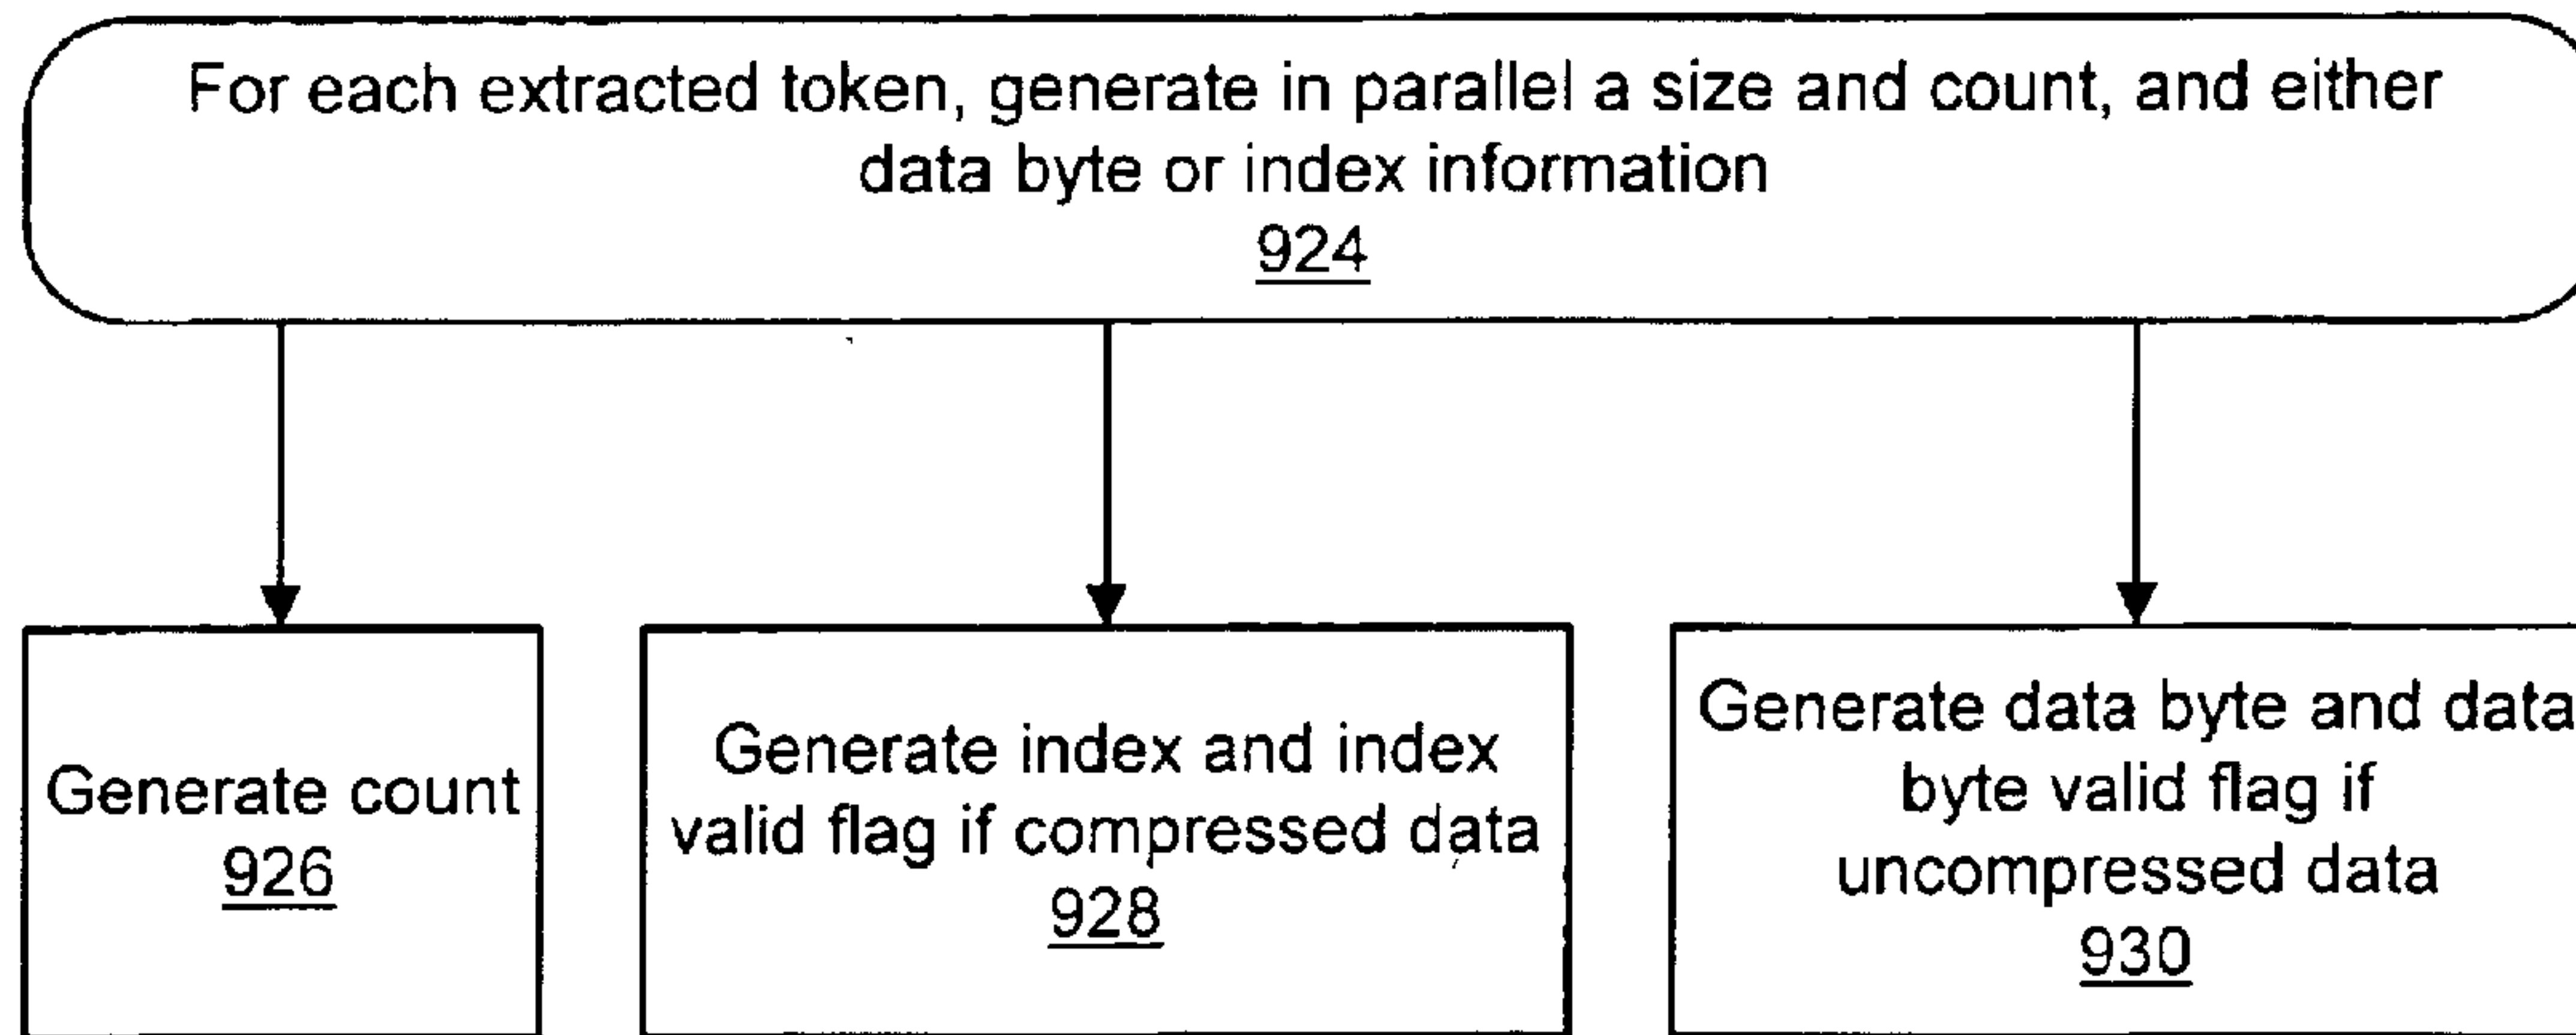 For each extracted token, generate in parallel a size and count, and either
data byte or index information
924
Generate count
926
Generate index and index
valid flag if compressed data
928
Generate data byte and data
byte valid flag if
uncompressed data
930